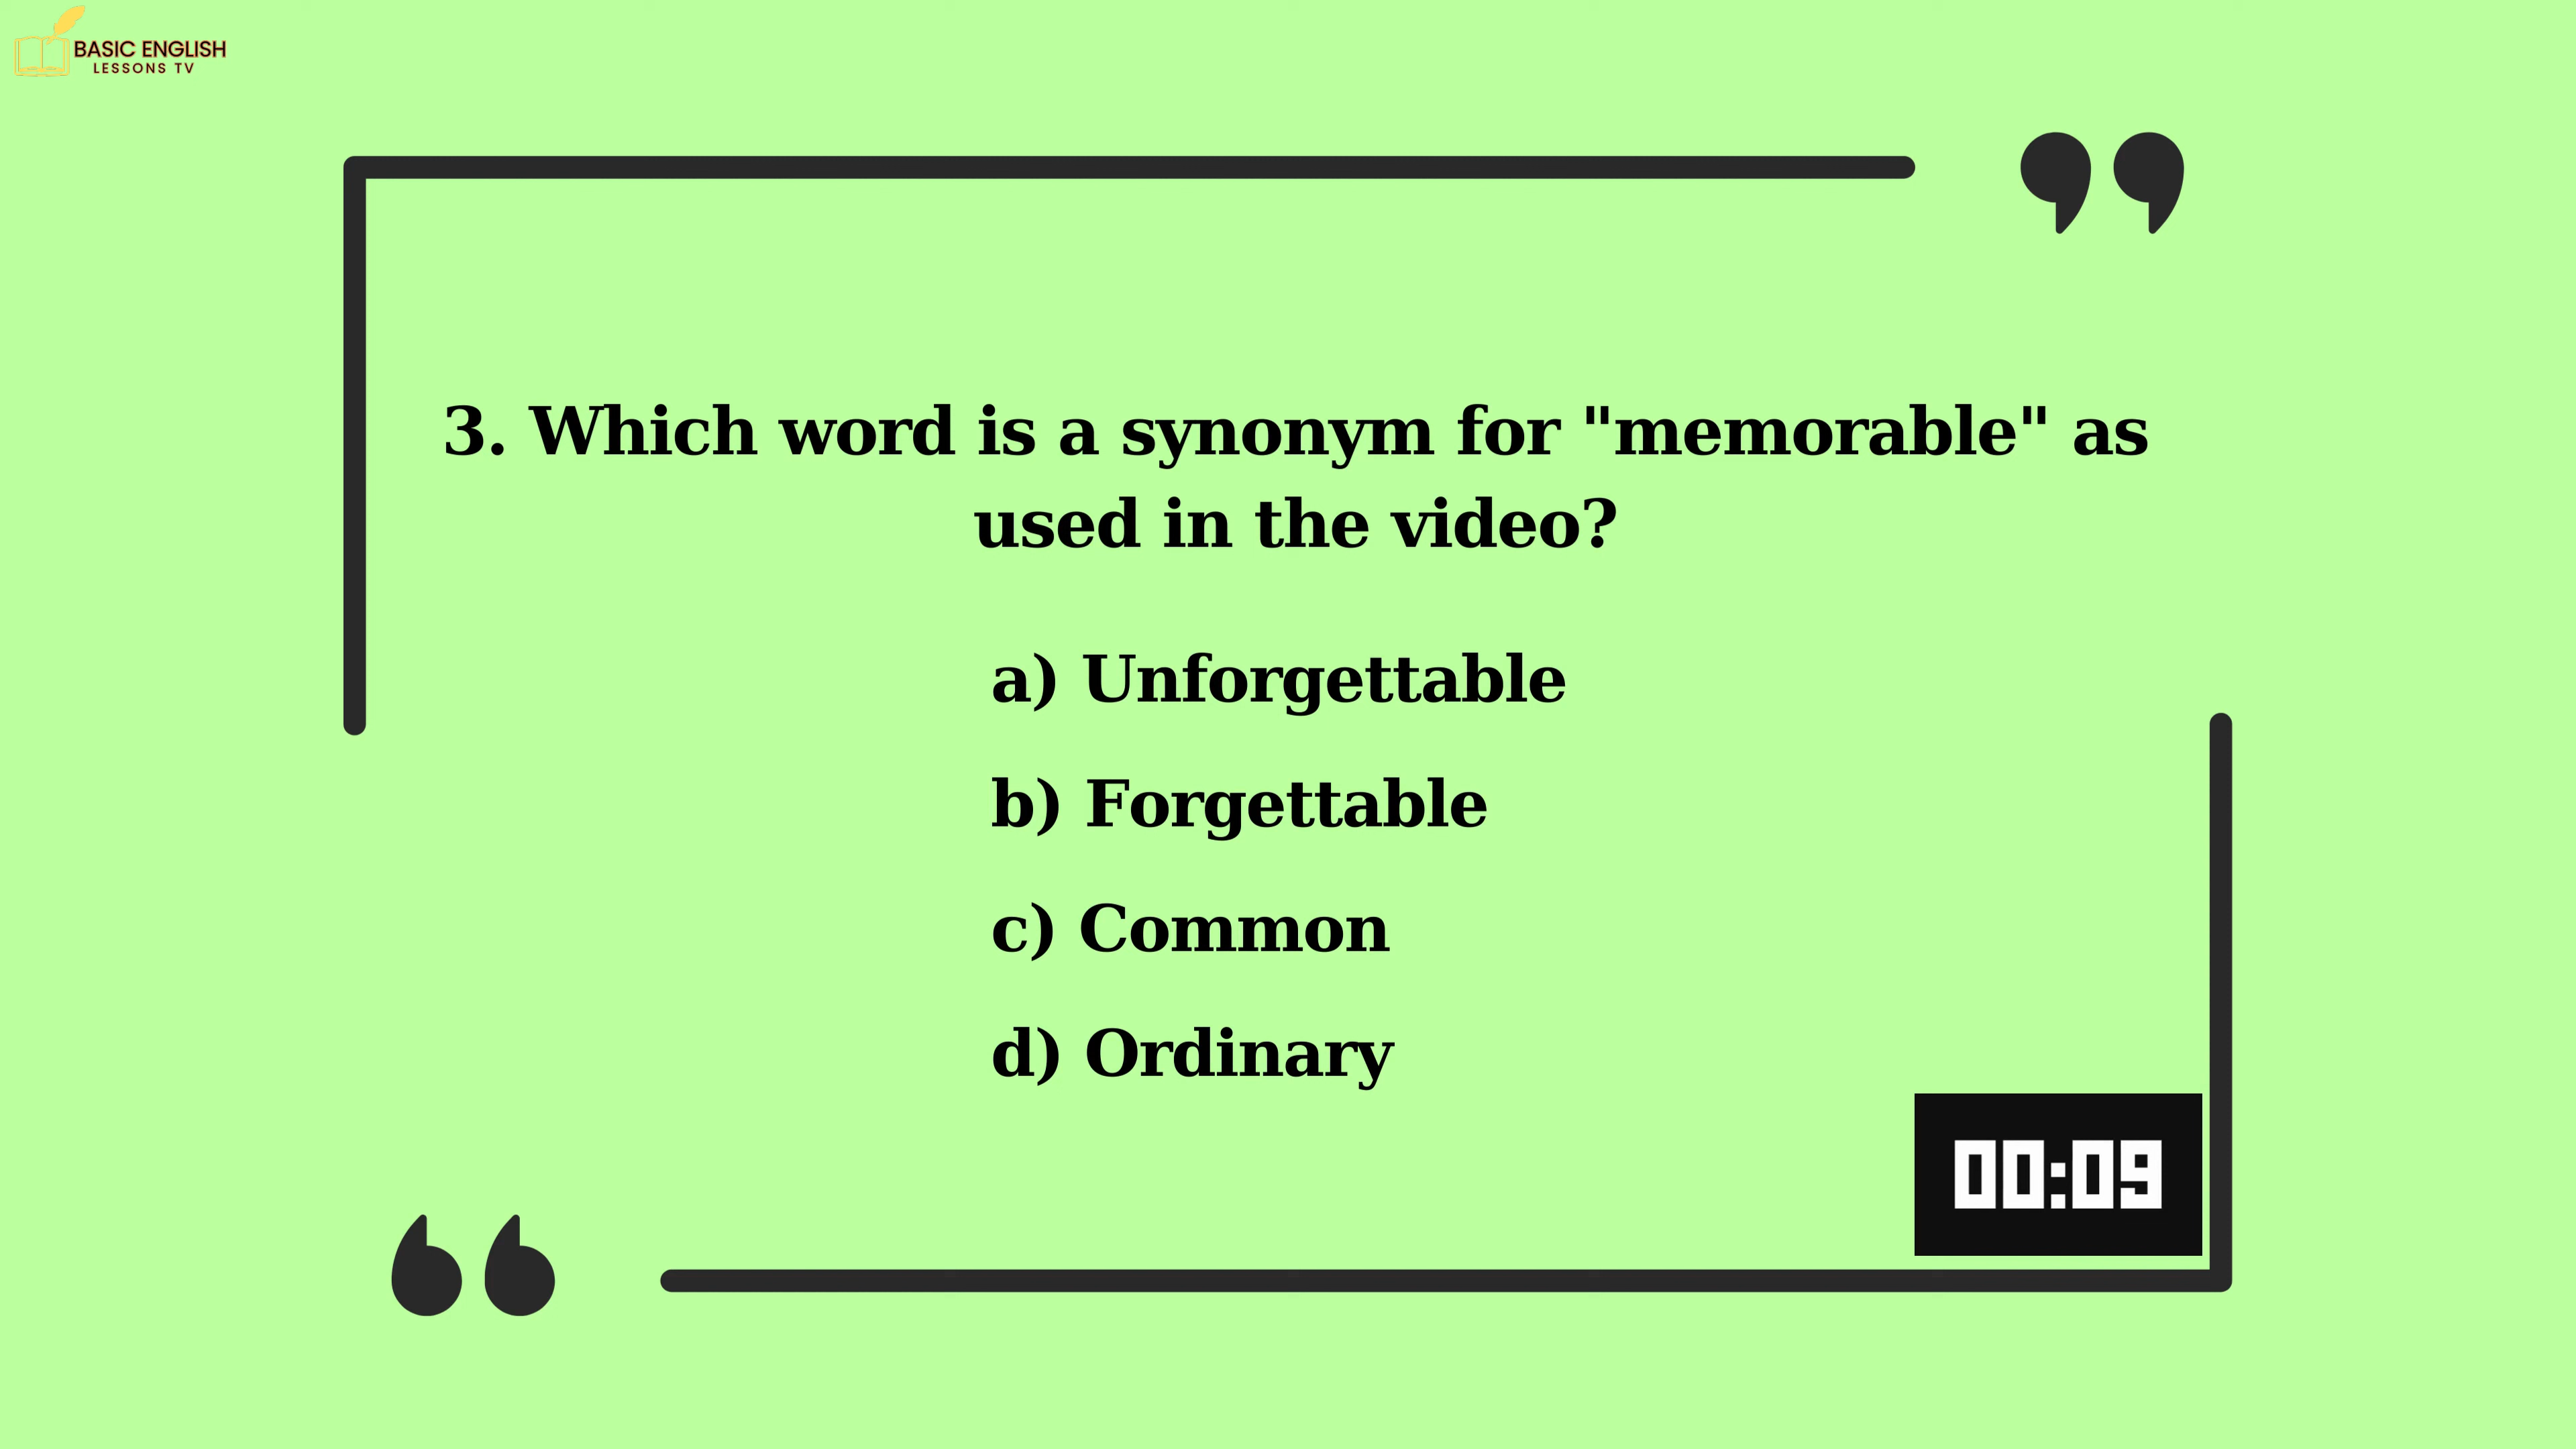 BASIC ENGLISH
LESSONS TV
3. Which word is a synonym for "memorable" as
used in the video?
a) Unforgettable
b) Forgettable
c) Common
d) Ordinary
00:09